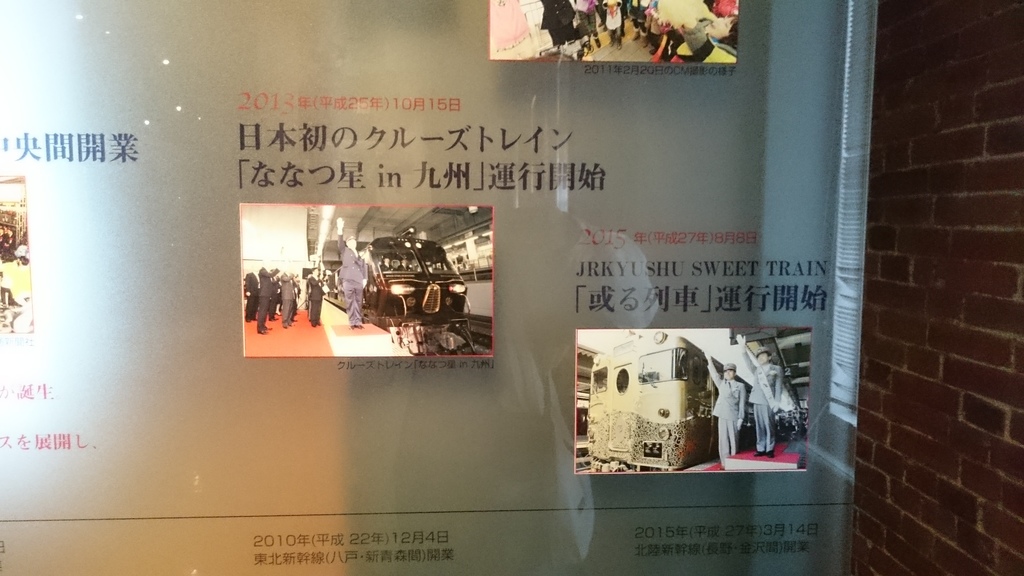 2011年2月20日のCM撮影の様子
央間開業
が誕生
スを展開し、
2013年(平成25年)10月15日
日本初のクルーズトレイン
「ななつ星 in 九州」運行開始
クルーズトレイン「ななつ星 in 九州」
2015年(平成27年)8月8日
JRKYUSHU SWEET TRAIN
「或る列車」運行開始
2010年(平成 22年)12月4日
東北新幹線(八戸・新青森間)開業
2015年(平成 27年)3月14日
北陸新幹線(長野・金沢間)開業